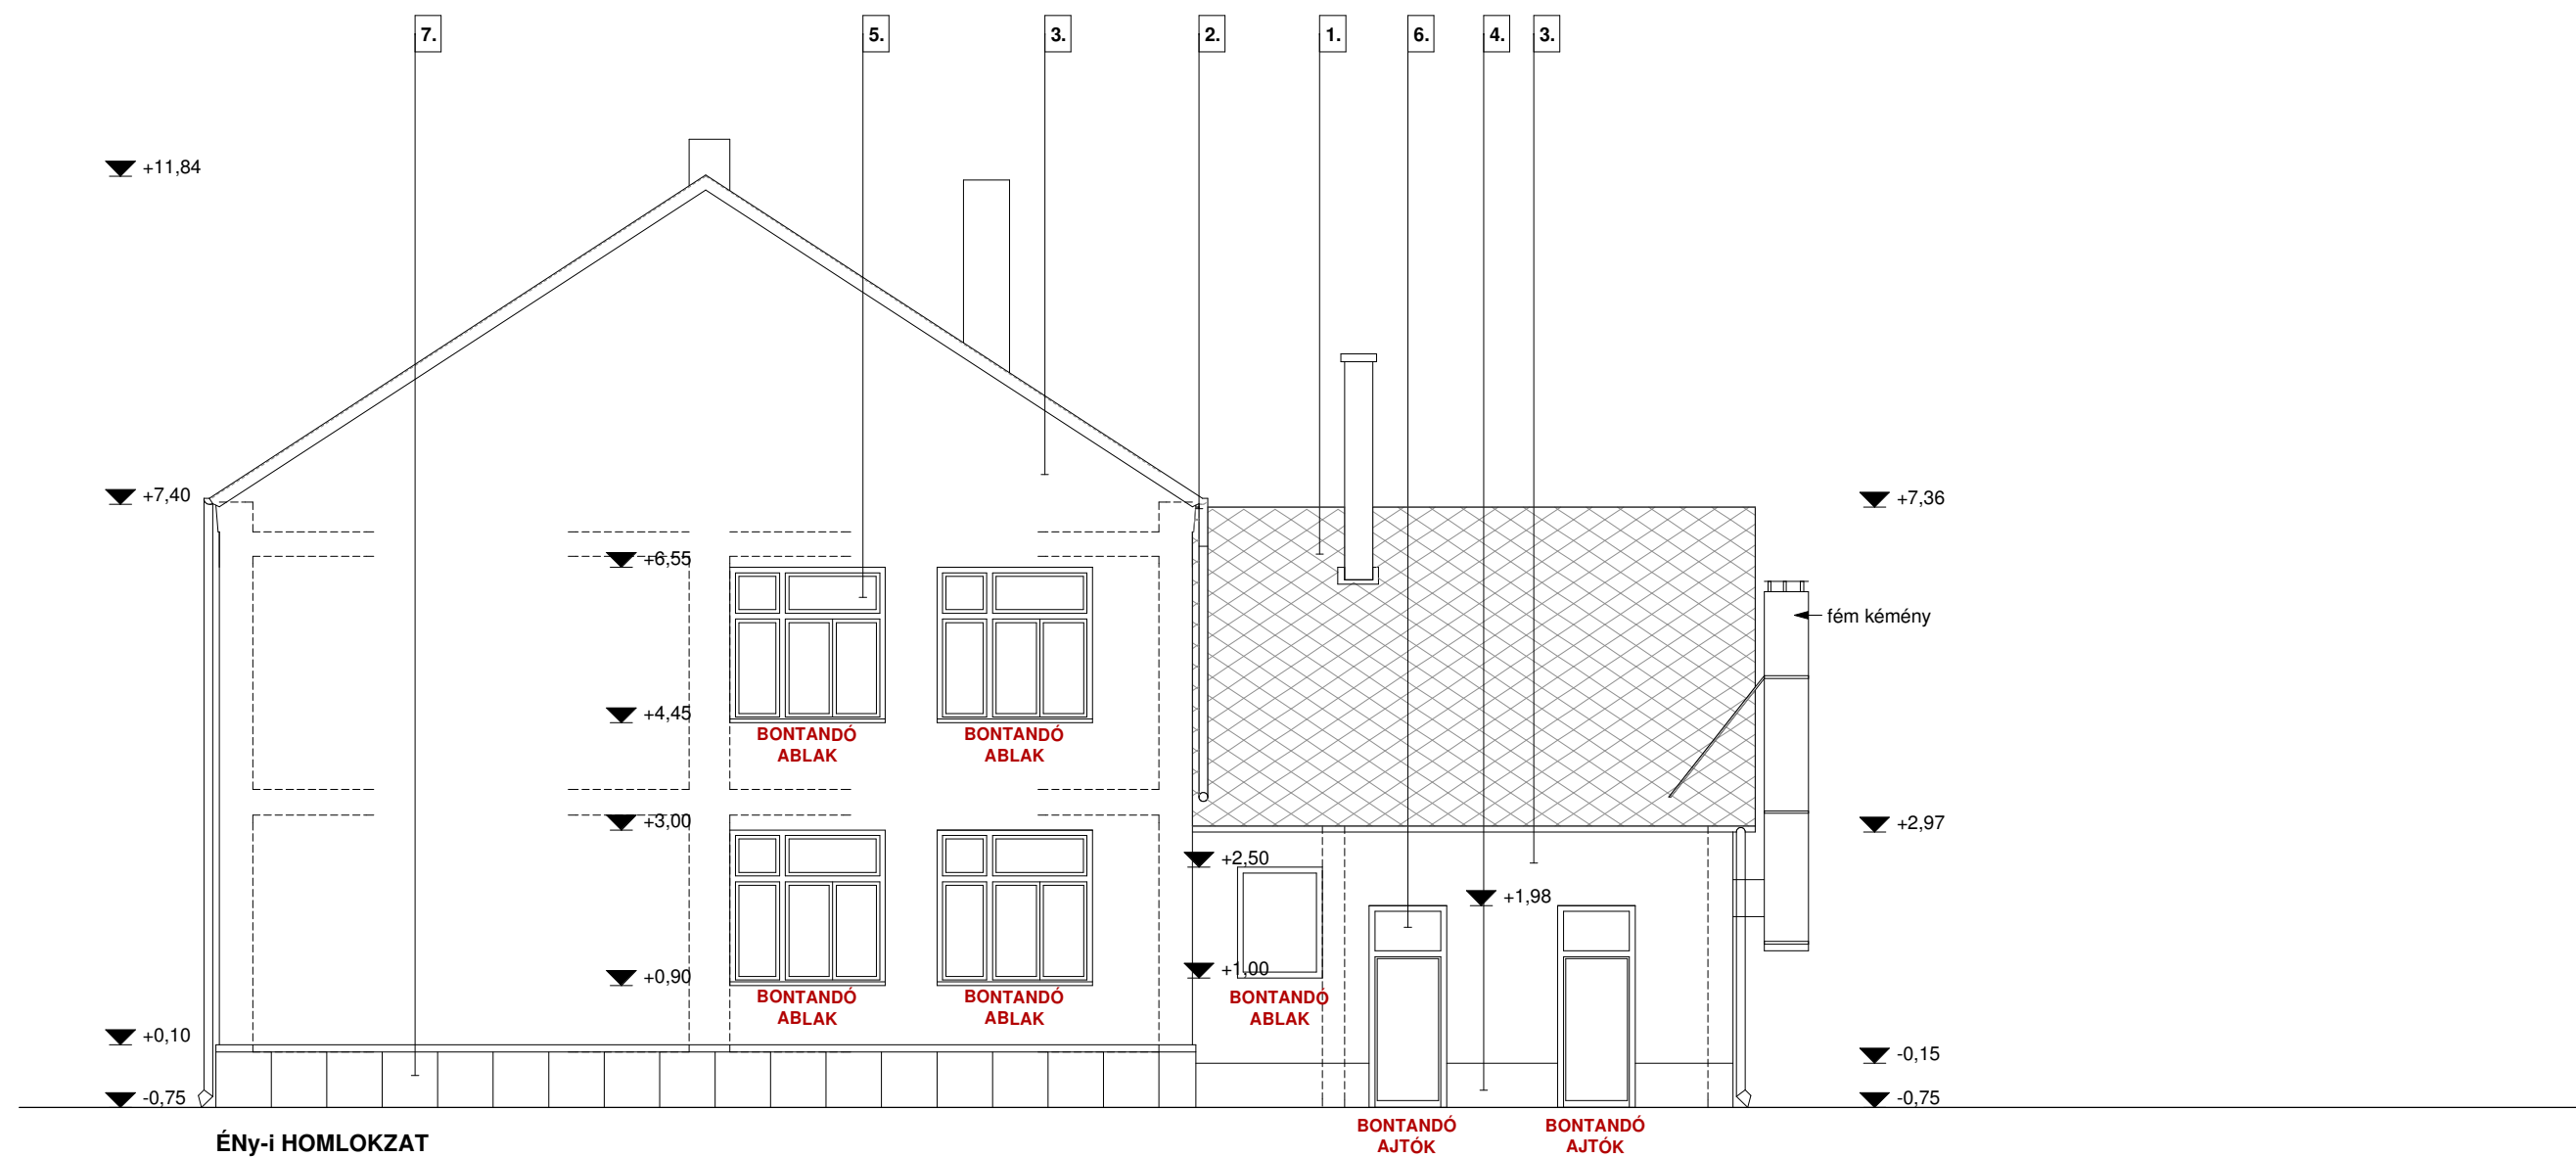 7.
5.
3.
2.
1.
6.
4.
3.
+11,84
+7,40
+7,36
+6,55
fém kémény
+4,45
BONTANDÓ
ABLAK
BONTANDÓ
ABLAK
+3,00
+2,97
+2,50
+1,98
+0,90
+1,00
BONTANDÓ
ABLAK
BONTANDÓ
ABLAK
BONTANDÓ
ABLAK
+0,10
-0,15
-0,75
-0,75
BONTANDÓ
AJTÓK
BONTANDÓ
AJTÓK
ÉNy-i HOMLOKZAT